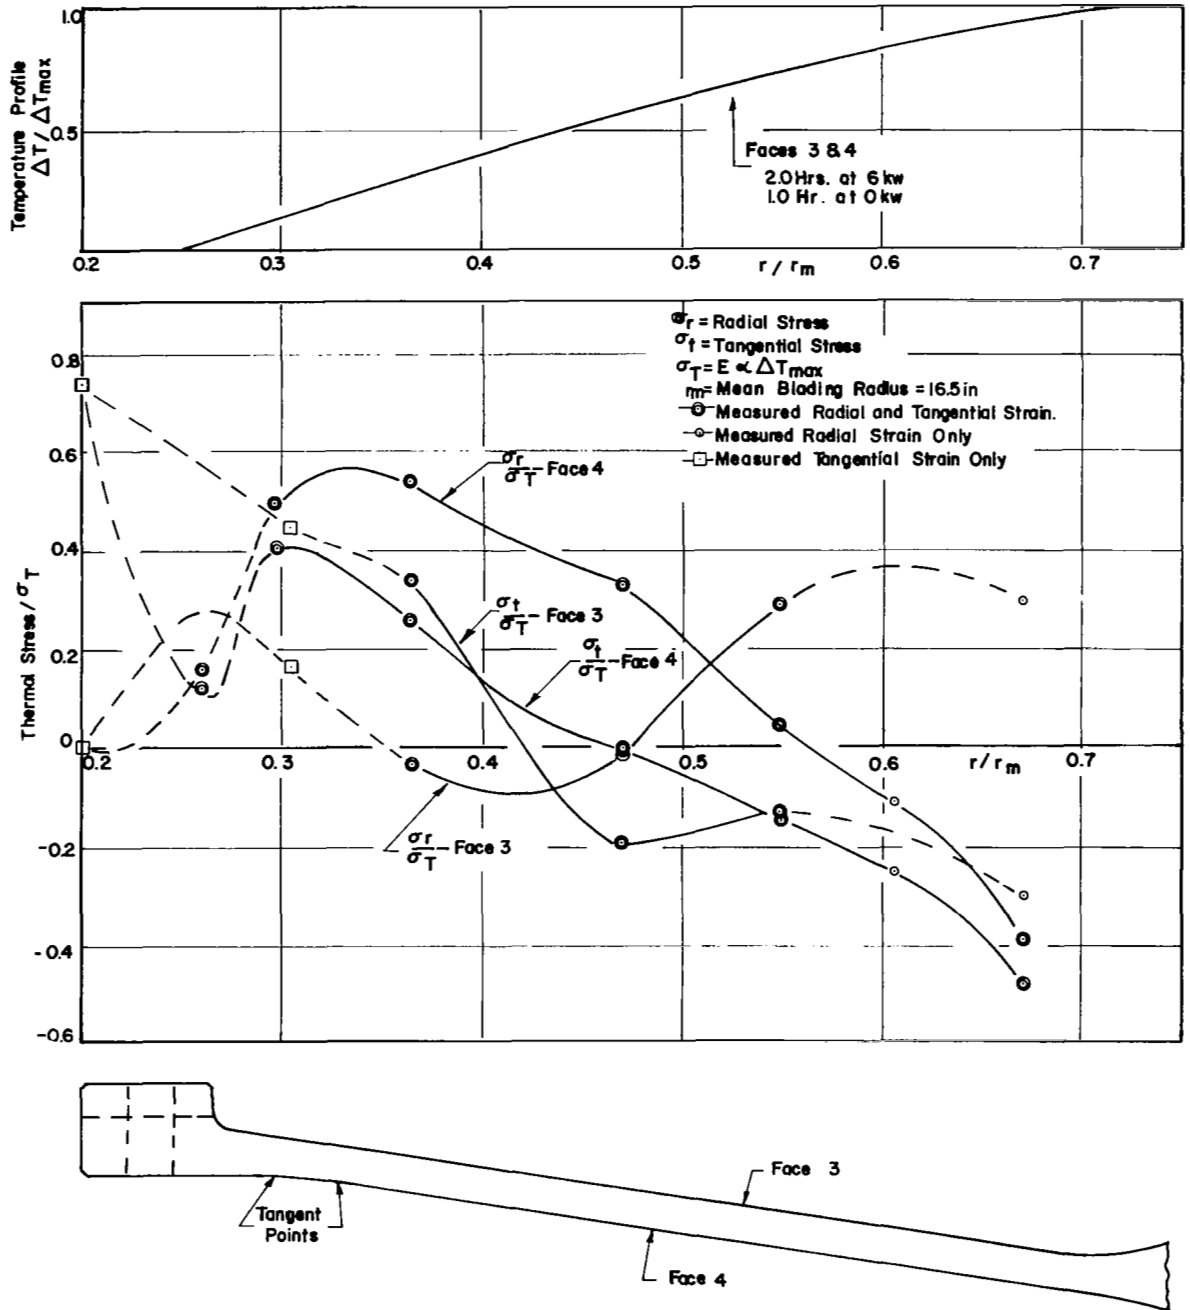 Temperature Profile
ΔT/ΔTmax
1.0
0.5
Faces 3 & 4
2.0 Hrs. at 6 kw
1.0 Hr. at 0 kw
0.2 0.3 0.4 0.5 r/rm 0.6 0.7
Thermal Stress/σT
0.8
0.6
0.4
0.2
0
-0.2
-0.4
-0.6
σr = Radial Stress
σt = Tangential Stress
σT = E ∝ ΔTmax
rm = Mean Blading Radius = 16.5 in
Measured Radial and Tangential Strain.
Measured Radial Strain Only
Measured Tangential Strain Only
σr/σT - Face 4
σt/σT - Face 3
σt/σT - Face 4
0.2 0.3 0.4 0.5 0.6 r/rm 0.7
σr/σT - Face 3
Face 3
Tangent
Points
Face 4